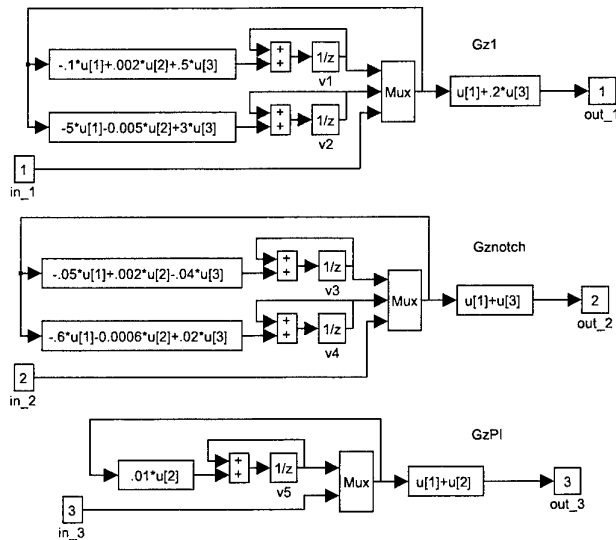 Gz1
-.1*u[1]+.002*u[2]+.5*u[3]
+
+
1/z
v1
Mux
u[1]+.2*u[3]
1
out_1
-5*u[1]-0.005*u[2]+3*u[3]
+
+
1/z
v2
1
in_1
Gznotch
-.05*u[1]+.002*u[2]-.04*u[3]
+
+
1/z
v3
Mux
u[1]+u[3]
2
out_2
-.6*u[1]-0.0006*u[2]+.02*u[3]
+
+
1/z
v4
2
in_2
GzPI
.01*u[2]
+
+
1/z
v5
Mux
u[1]+u[2]
3
out_3
3
in_3